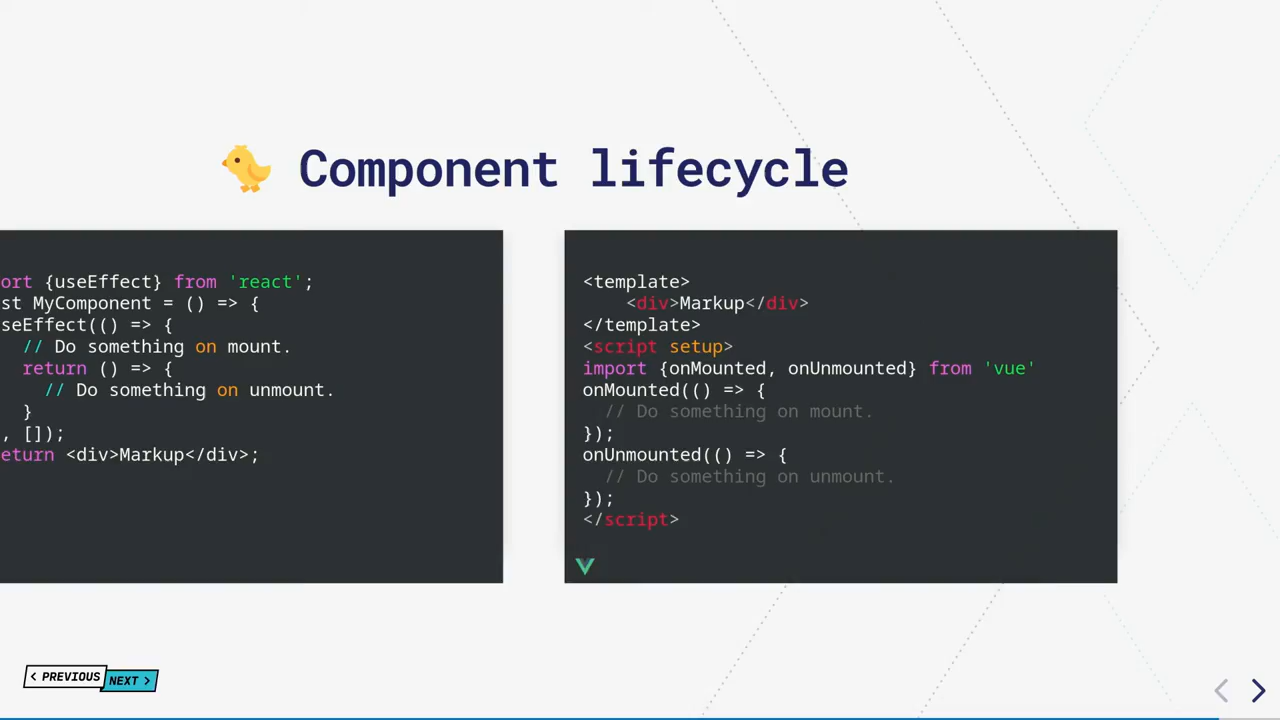 Component lifecycle
ort {useEffect} from 'react';
st MyComponent = () => {
seEffect(() => {
// Do something on mount.
return () => {
// Do something on unmount.
}
, []);
eturn <div>Markup</div>;
<template>
<div>Markup</div>
</template>
<script setup>
import {onMounted, onUnmounted} from 'vue'
onMounted(() => {
// Do something on mount.
});
onUnmounted(() => {
// Do something on unmount.
});
</script>
< PREVIOUS
NEXT >